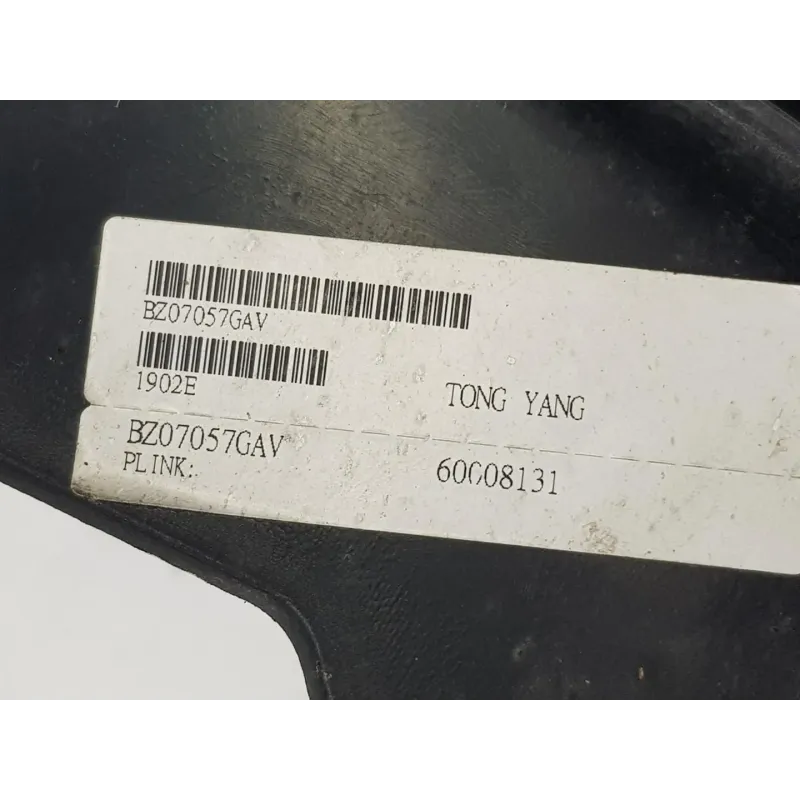 BZ07057GAV
1902E
TONG YANG
BZ07057GAV
PLINK:
60008131